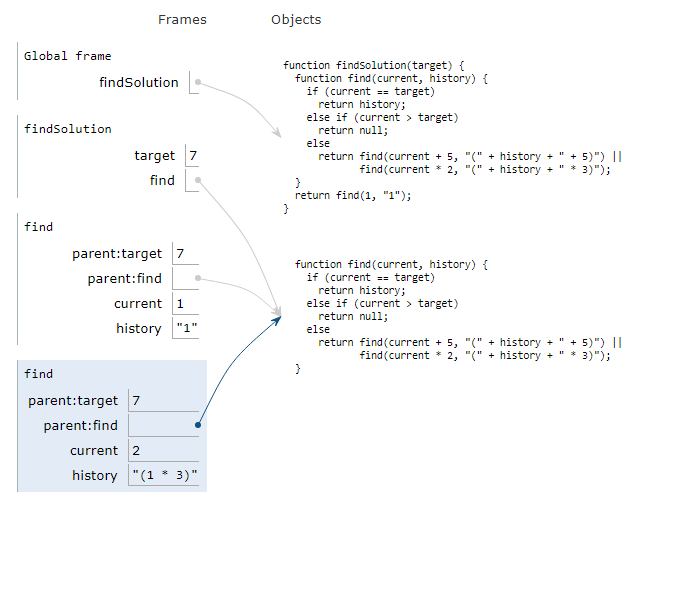 Frames Objects
Global frame
findSolution
findSolution
target 7
find
find
parent:target 7
parent:find
current 1
history "1"
find
parent:target 7
parent:find
current 2
history "(1 * 3)"
function findSolution(target) {
  function find(current, history) {
    if (current == target)
      return history;
    else if (current > target)
      return null;
    else
      return find(current + 5, "(" + history + " + 5)") ||
             find(current * 2, "(" + history + " * 3)");
  }
  return find(1, "1");
}
function find(current, history) {
    if (current == target)
      return history;
    else if (current > target)
      return null;
    else
      return find(current + 5, "(" + history + " + 5)") ||
             find(current * 2, "(" + history + " * 3)");
  }